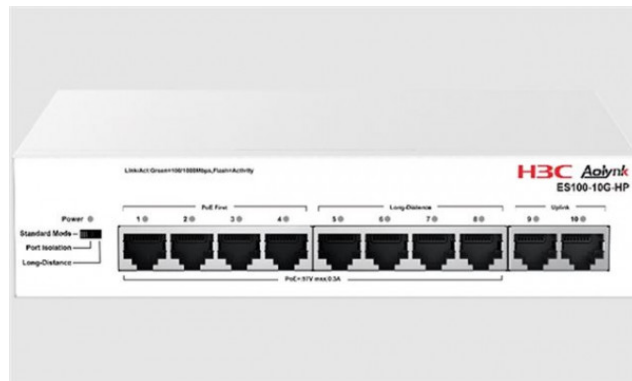 Link/Act:Green=100/1000Mbps,Flash=Activity
H3C Aolynk
ES100-10G-HP
PoE First
Long-Distance
Uplink
Power
1 2 3 4 5 6 7 8 9 10
Standard Mode
Port Isolation
Long-Distance